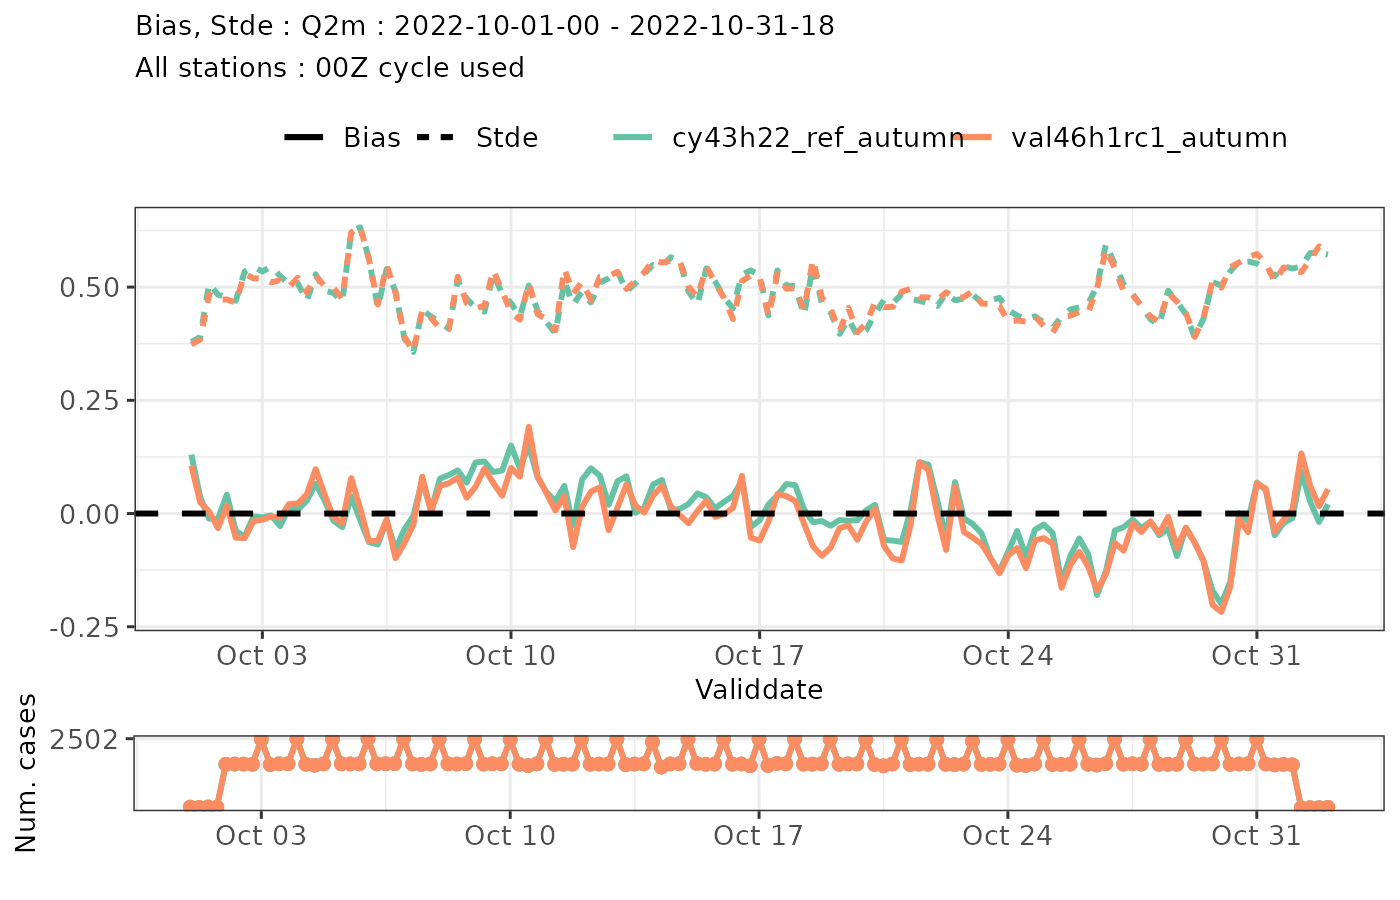 Bias, Stde : Q2m : 2022-10-01-00 - 2022-10-31-18
All stations : 00Z cycle used
Bias Stde cy43h22_ref_autumn val46h1rc1_autumn
0.50
0.25
0.00
-0.25
Oct 03 Oct 10 Oct 17 Oct 24 Oct 31
Validdate
Num. cases
2502
Oct 03 Oct 10 Oct 17 Oct 24 Oct 31